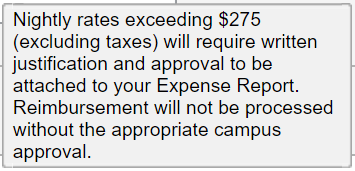 Nightly rates exceeding $275
(excluding taxes) will require written
justification and approval to be
attached to your Expense Report.
Reimbursement will not be processed
without the appropriate campus
approval.